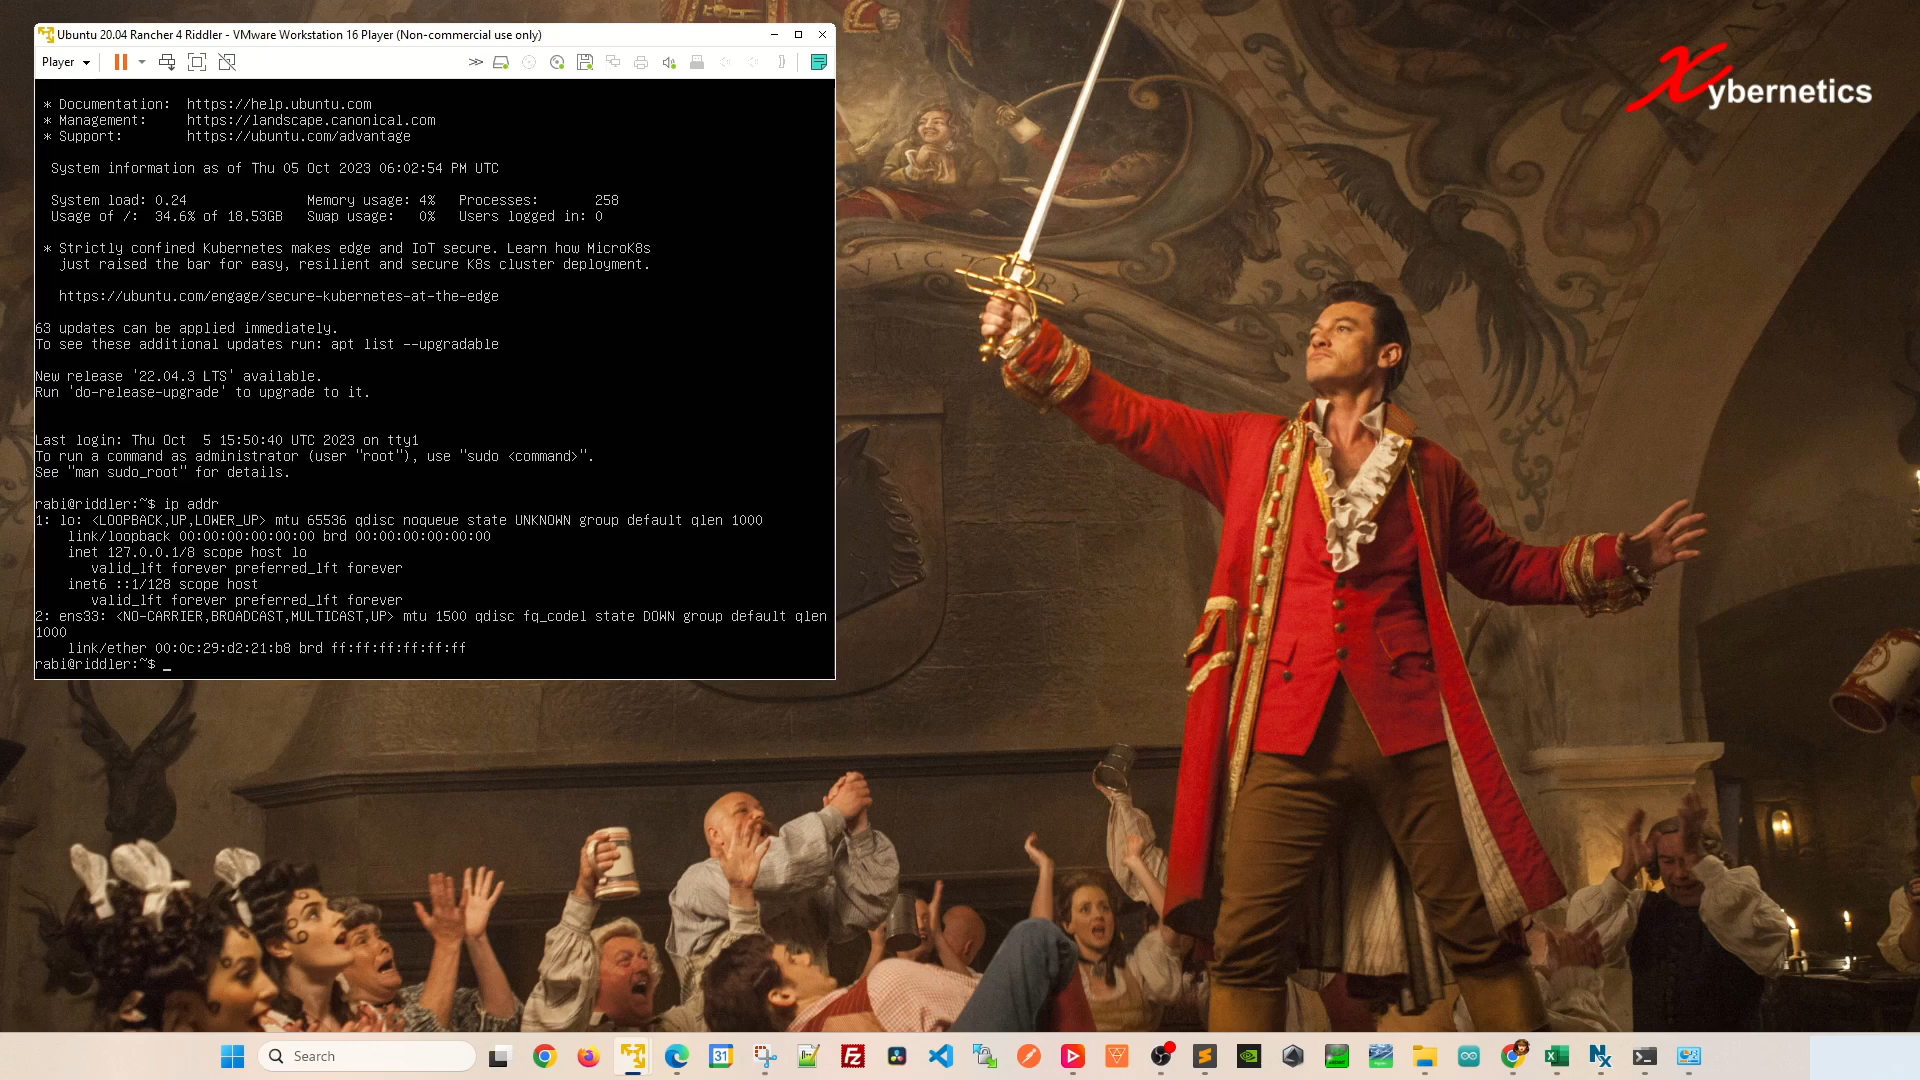 Ubuntu 20.04 Rancher 4 Riddler - VMware Workstation 16 Player (Non-commercial use only)
Player
* Documentation:  https://help.ubuntu.com
* Management:     https://landscape.canonical.com
* Support:        https://ubuntu.com/advantage
System information as of Thu 05 Oct 2023 06:02:54 PM UTC
System load: 0.24               Memory usage: 4%   Processes:       258
Usage of /:  34.6% of 18.53GB   Swap usage:   0%   Users logged in: 0
* Strictly confined Kubernetes makes edge and IoT secure. Learn how MicroK8s
just raised the bar for easy, resilient and secure K8s cluster deployment.
https://ubuntu.com/engage/secure-kubernetes-at-the-edge
63 updates can be applied immediately.
To see these additional updates run: apt list --upgradable
New release '22.04.3 LTS' available.
Run 'do-release-upgrade' to upgrade to it.
Last login: Thu Oct  5 15:50:40 UTC 2023 on tty1
To run a command as administrator (user "root"), use "sudo <command>".
See "man sudo_root" for details.
rabi@riddler:~$ ip addr
1: lo: <LOOPBACK,UP,LOWER_UP> mtu 65536 qdisc noqueue state UNKNOWN group default qlen 1000
link/loopback 00:00:00:00:00:00 brd 00:00:00:00:00:00
inet 127.0.0.1/8 scope host lo
valid_lft forever preferred_lft forever
inet6 ::1/128 scope host
valid_lft forever preferred_lft forever
2: ens33: <NO-CARRIER,BROADCAST,MULTICAST,UP> mtu 1500 qdisc fq_codel state DOWN group default qlen
1000
link/ether 00:0c:29:d2:21:b8 brd ff:ff:ff:ff:ff:ff
rabi@riddler:~$ _
Xybernetics
VICTORY
Search
31